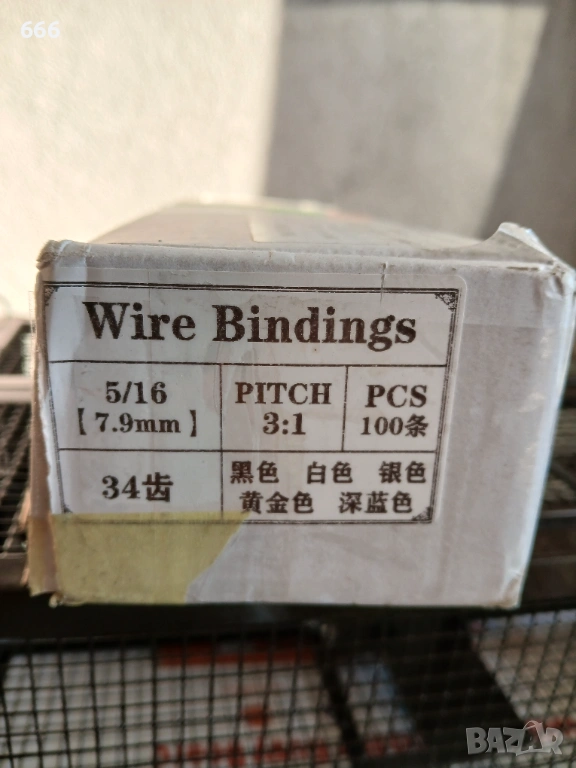 666
Wire Bindings
5/16
【7.9mm】
PITCH
3:1
PCS
100条
34齿
黑色 白色 银色
黄金色 深蓝色
BAZAR